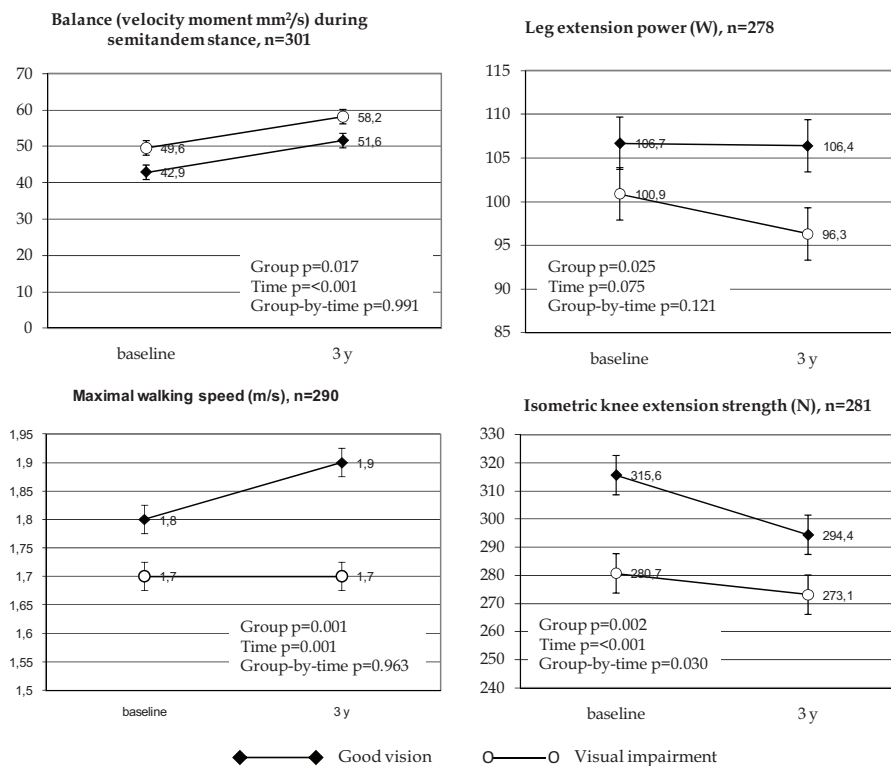 Balance (velocity moment mm²/s) during
semitandem stance, n=301
70
60
50
40
30
20
10
0
49,6
42,9
58,2
51,6
Group p=0.017
Time p=<0.001
Group-by-time p=0.991
baseline
3 y
Leg extension power (W), n=278
115
110
105
100
95
90
85
106,7
106,4
100,9
96,3
Group p=0.025
Time p=0.075
Group-by-time p=0.121
baseline
3 y
Maximal walking speed (m/s), n=290
1,95
1,9
1,85
1,8
1,75
1,7
1,65
1,6
1,55
1,5
1,8
1,9
1,7
1,7
Group p=0.001
Time p=0.001
Group-by-time p=0.963
baseline
3 y
Isometric knee extension strength (N), n=281
330
320
310
300
290
280
270
260
250
240
315,6
294,4
280,7
273,1
Group p=0.002
Time p=<0.001
Group-by-time p=0.030
baseline
3 y
Good vision
Visual impairment